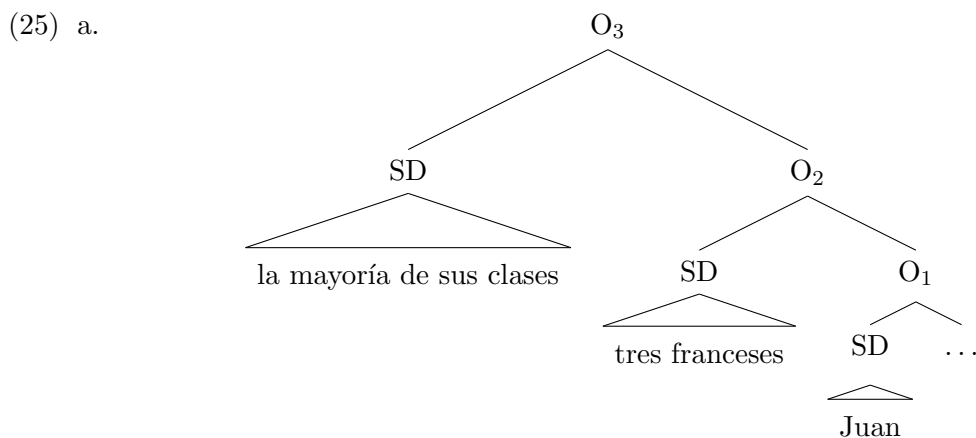 (25) a. O₃
SD O₂
la mayoría de sus clases SD O₁
tres franceses SD ...
Juan